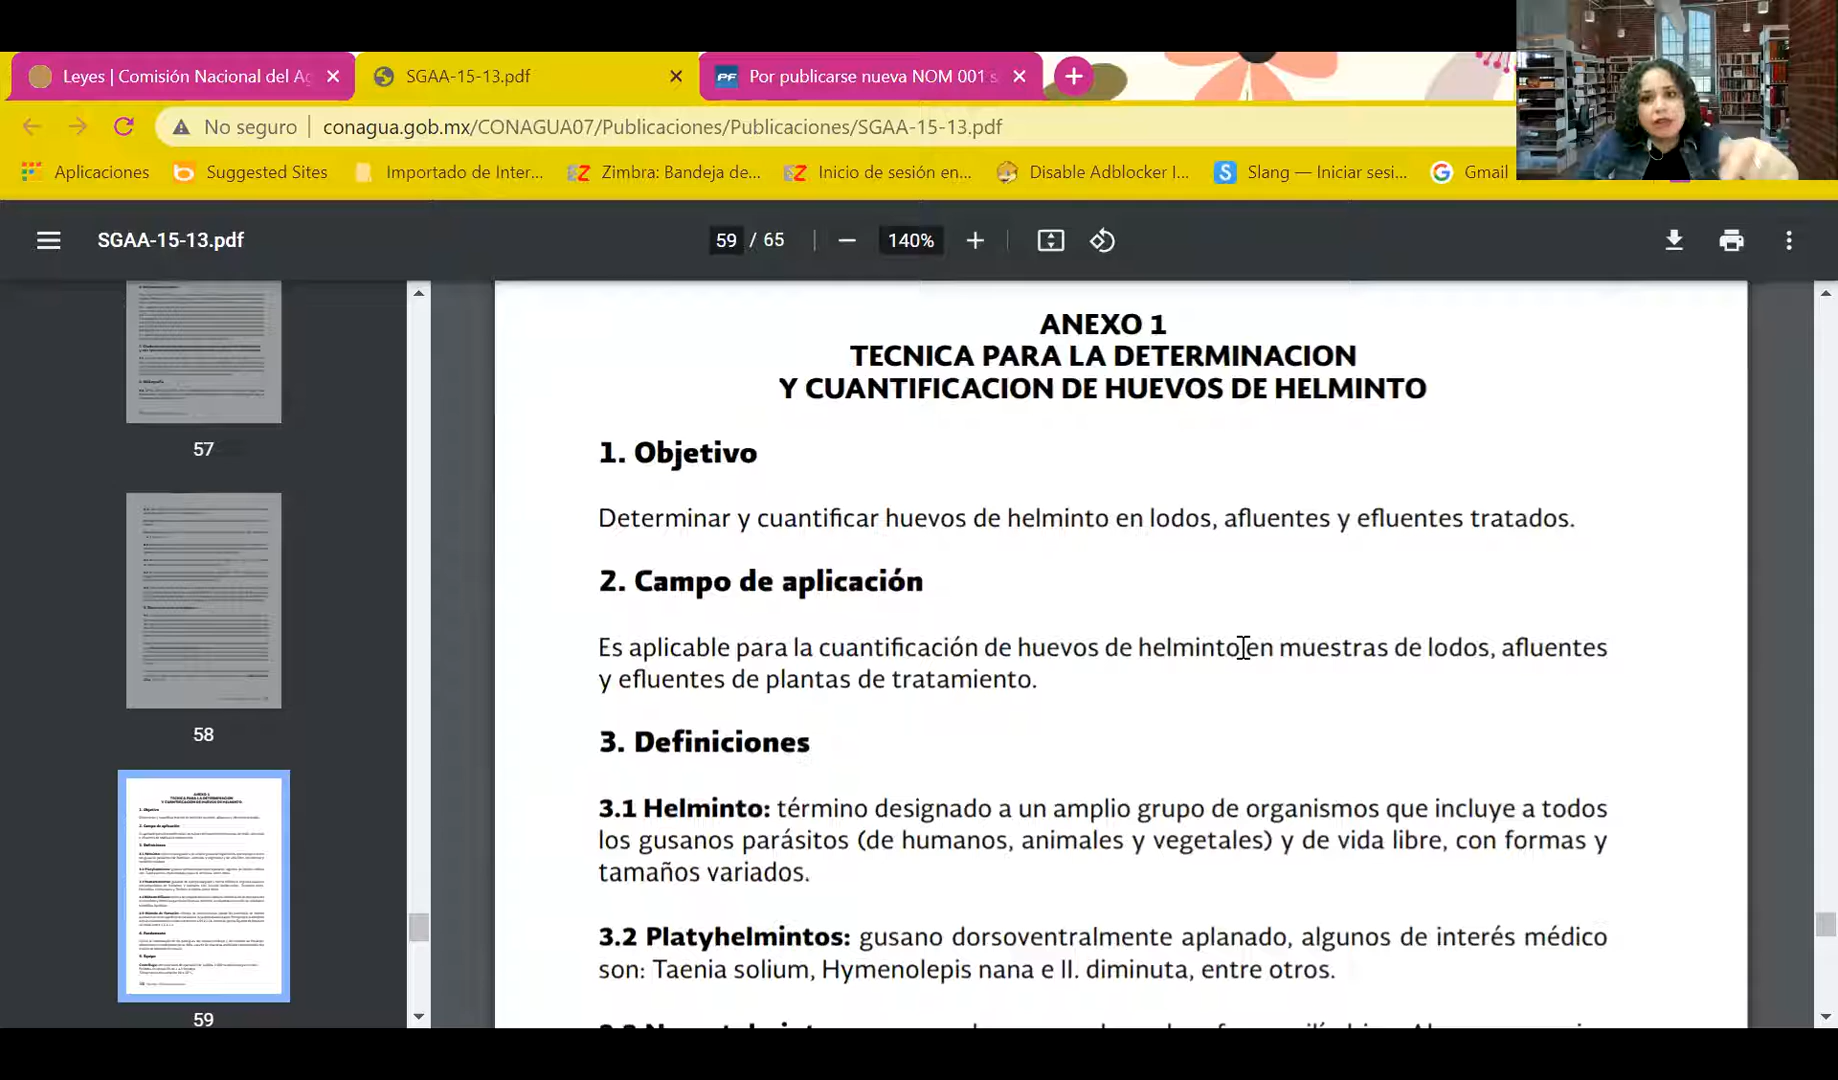 Leyes | Comisión Nacional del Ag
SGAA-15-13.pdf
Por publicarse nueva NOM 001 s
No seguro
conagua.gob.mx/CONAGUA07/Publicaciones/Publicaciones/SGAA-15-13.pdf
Aplicaciones
Suggested Sites
Importado de Inter...
Zimbra: Bandeja de...
Inicio de sesión en...
Disable Adblocker I...
Slang — Iniciar sesi...
Gmail
SGAA-15-13.pdf
59 / 65
140%
57
58
59
ANEXO 1
TECNICA PARA LA DETERMINACION
Y CUANTIFICACION DE HUEVOS DE HELMINTO
1. Objetivo
Determinar y cuantificar huevos de helminto en lodos, afluentes y efluentes tratados.
2. Campo de aplicación
Es aplicable para la cuantificación de huevos de helminto en muestras de lodos, afluentes
y efluentes de plantas de tratamiento.
3. Definiciones
3.1 Helminto: término designado a un amplio grupo de organismos que incluye a todos
los gusanos parásitos (de humanos, animales y vegetales) y de vida libre, con formas y
tamaños variados.
3.2 Platyhelmintos: gusano dorsoventralmente aplanado, algunos de interés médico
son: Taenia solium, Hymenolepis nana e II. diminuta, entre otros.